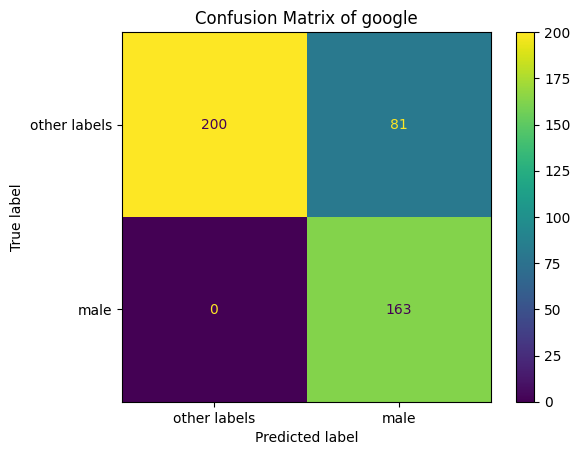 Confusion Matrix of google
True label
other labels
male
200
81
0
163
other labels
male
Predicted label
200
175
150
125
100
75
50
25
0